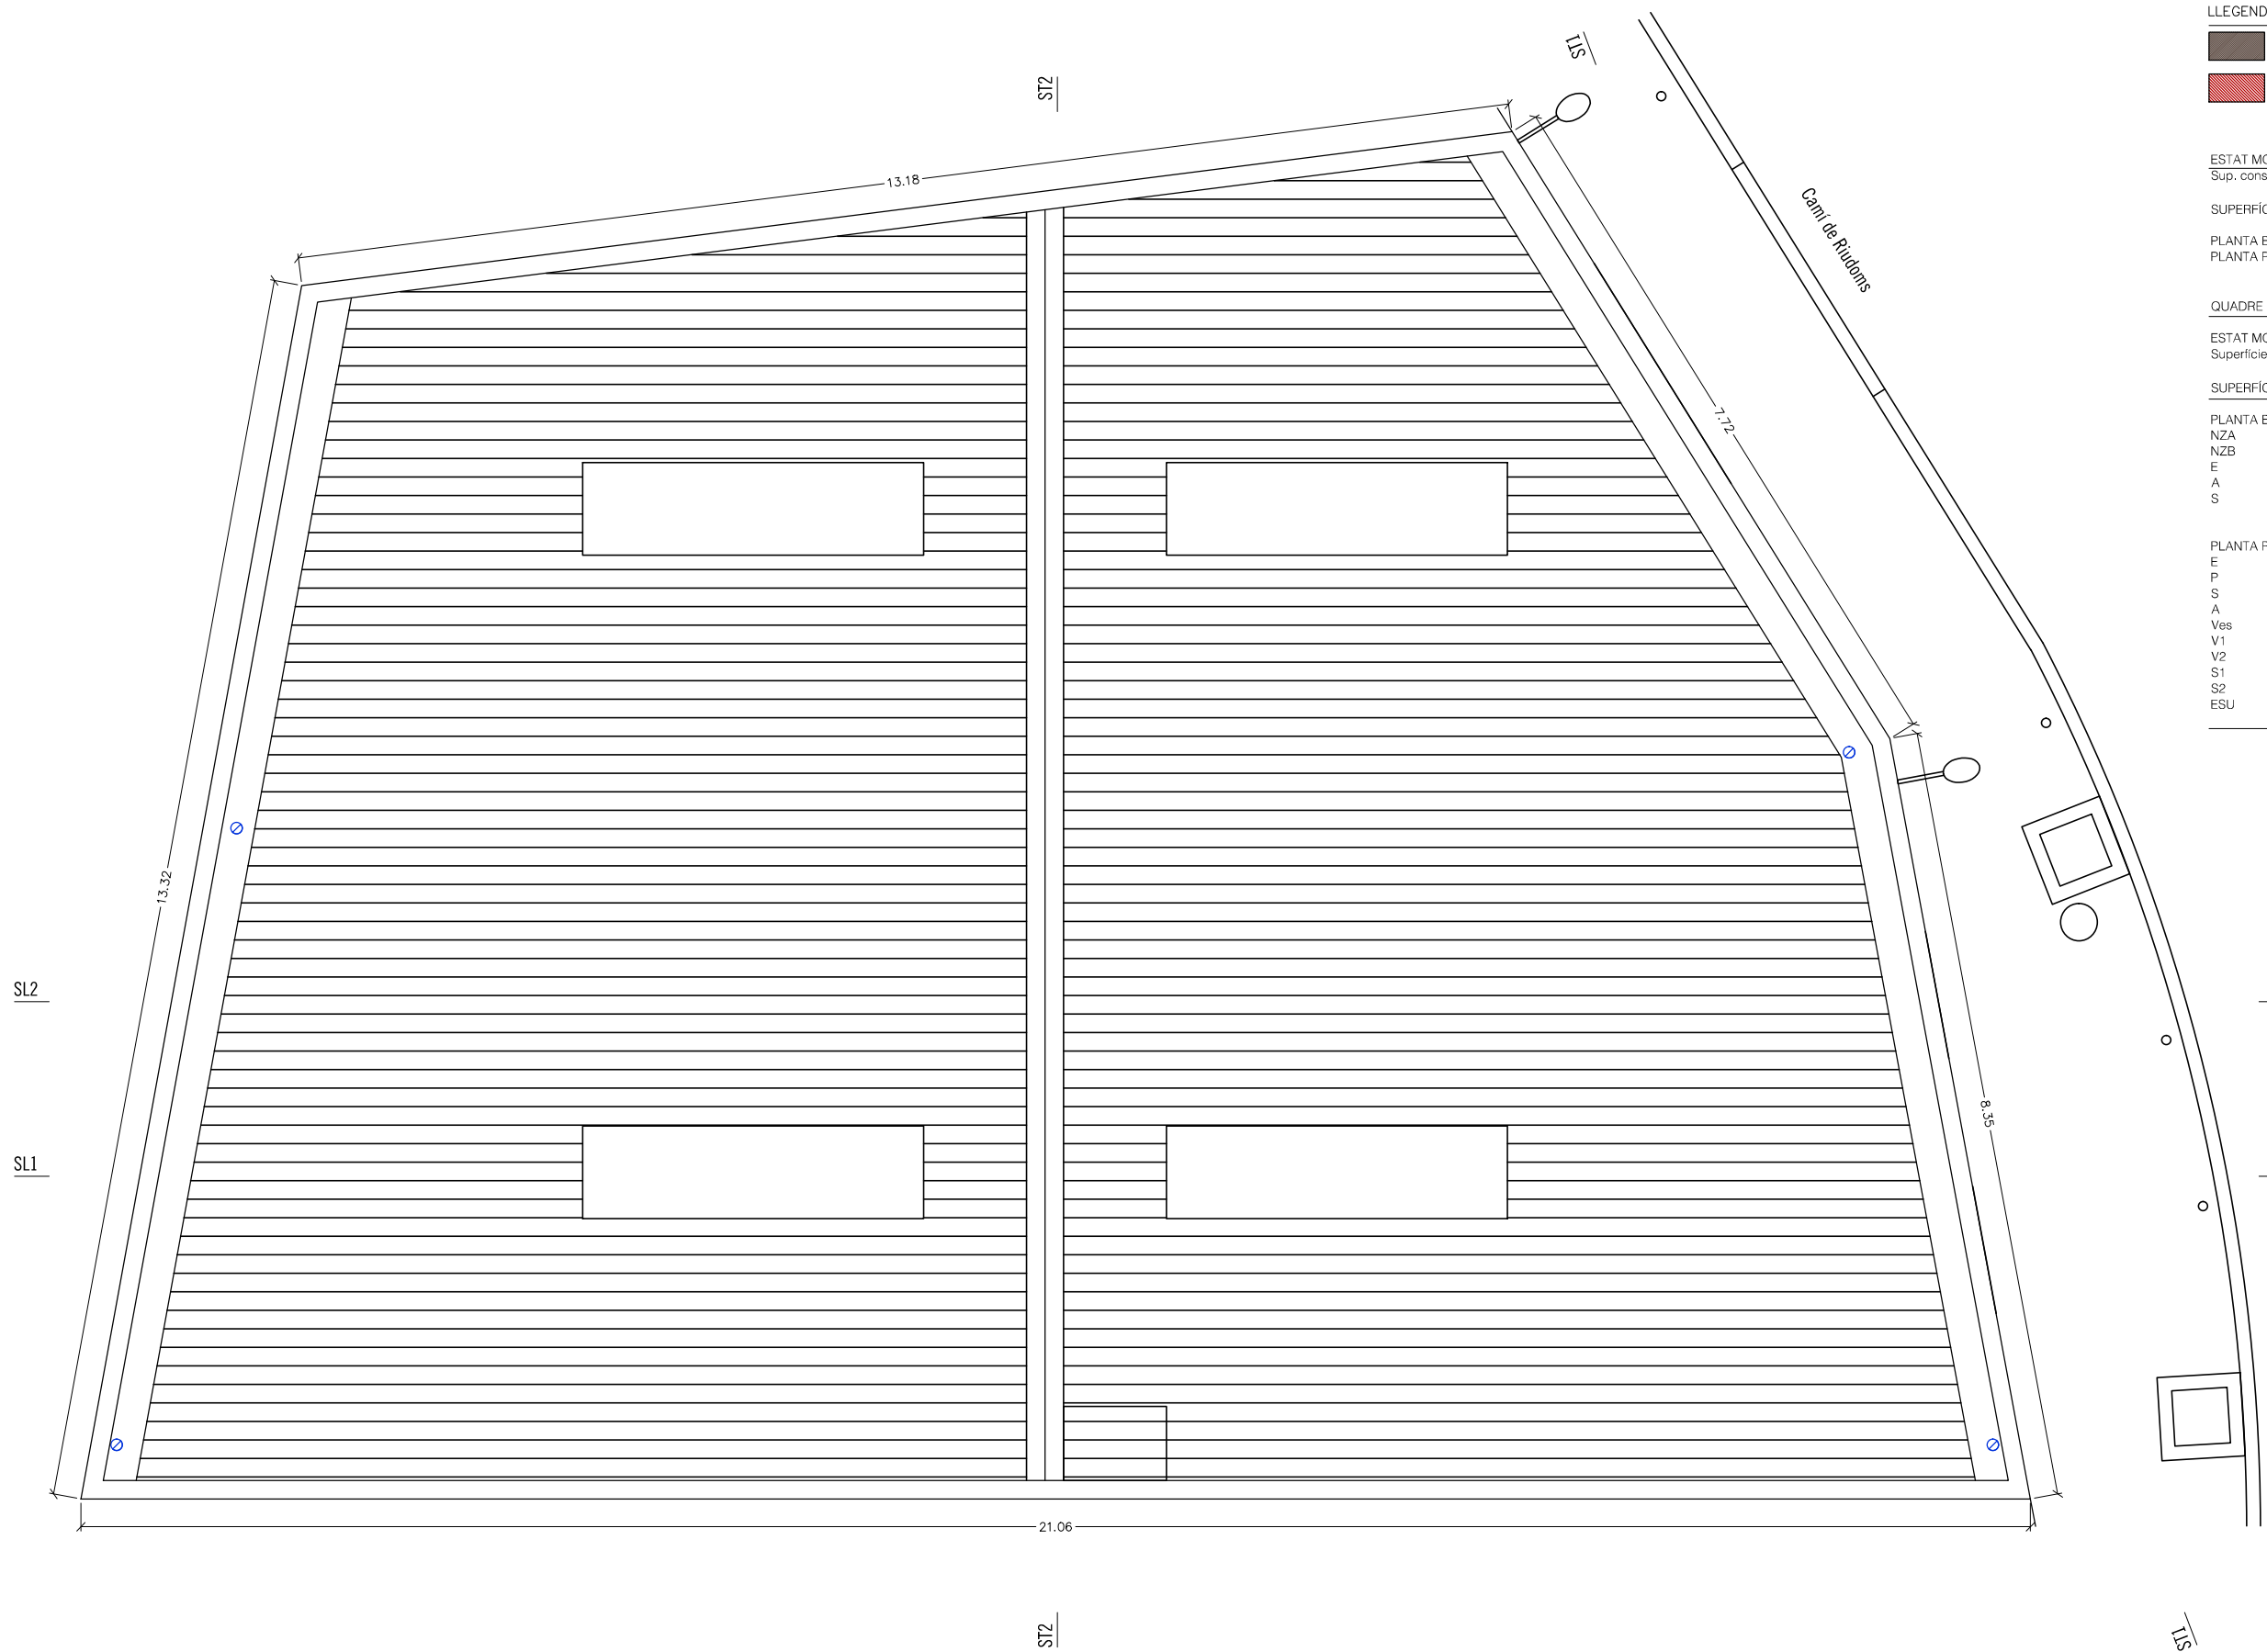 ST1
ST2
13.18
Camí de Riudoms
7.72
13.32
SL2
SL1
8.35
21.06
ST2
ST1
LLEGEND
ESTAT MO
Sup. cons
SUPERFÍC
PLANTA B
PLANTA P
QUADRE
ESTAT MO
Superfície
SUPERFÍC
PLANTA B
NZA
NZB
E
A
S
PLANTA P
E
P
S
A
Ves
V1
V2
S1
S2
ESU